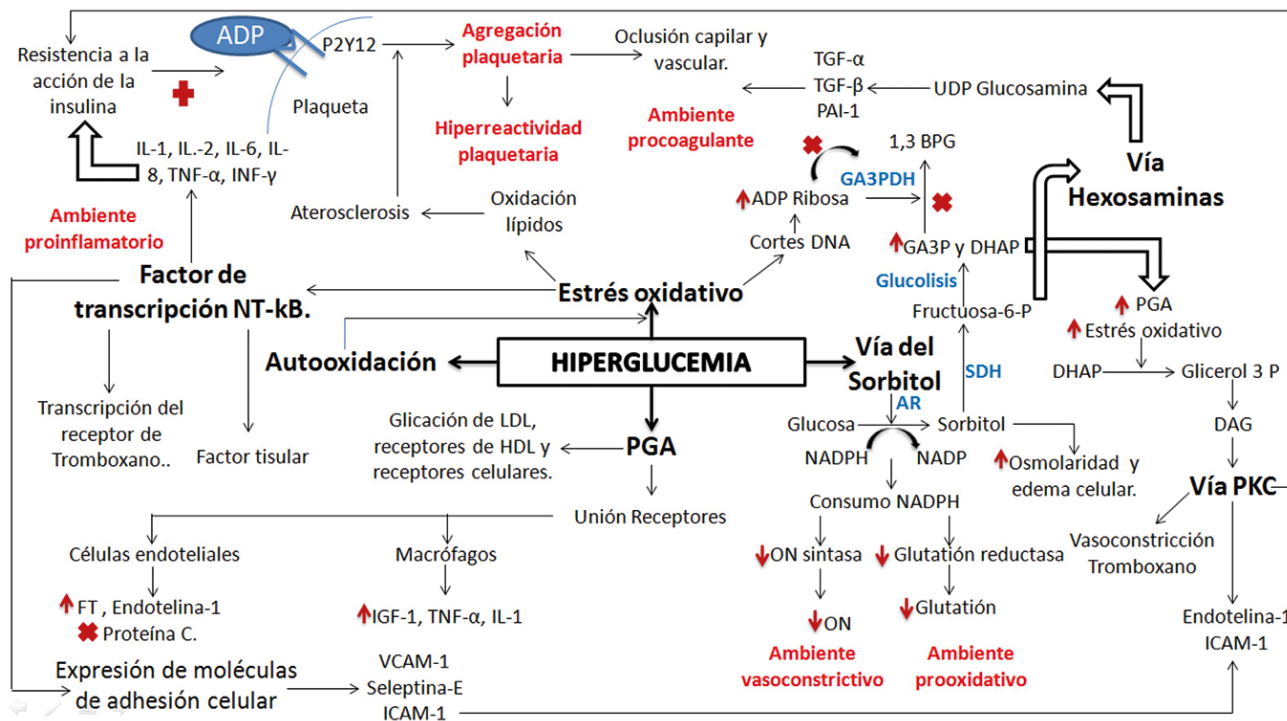 ADP
P2Y12
Resistencia a la
acción de la
insulina
Plaqueta
Agregación
plaquetaria
Hiperreactividad
plaquetaria
Oclusión capilar y
vascular.
Ambiente
procoagulante
TGF-α
TGF-β
PAI-1
UDP Glucosamina
Vía
Hexosaminas
IL-1, IL.-2, IL-6, IL-
8, TNF-α, INF-γ
Ambiente
proinflamatorio
Aterosclerosis
Oxidación
lípidos
1,3 BPG
GA3PDH
ADP Ribosa
Cortes DNA
GA3P y DHAP
Glucolisis
Fructuosa-6-P
Factor de
transcripción NT-kB.
Estrés oxidativo
PGA
Estrés oxidativo
Autooxidación
HIPERGLUCEMIA
Vía del
Sorbitol
SDH
AR
DHAP
Glicerol 3 P
DAG
Vía PKC
Transcripción del
receptor de
Tromboxano..
Factor tisular
Glicación de LDL,
receptores de HDL y
receptores celulares.
PGA
Glucosa
Sorbitol
NADPH
NADP
Osmolaridad y
edema celular.
Unión Receptores
Consumo NADPH
Vasoconstricción
Tromboxano
Células endoteliales
Macrófagos
ON sintasa
Glutatión reductasa
FT , Endotelina-1
Proteína C.
IGF-1, TNF-α, IL-1
ON
Glutatión
Endotelina-1
ICAM-1
Ambiente
vasoconstrictivo
Ambiente
prooxidativo
Expresión de moléculas
de adhesión celular
VCAM-1
Seleptina-E
ICAM-1